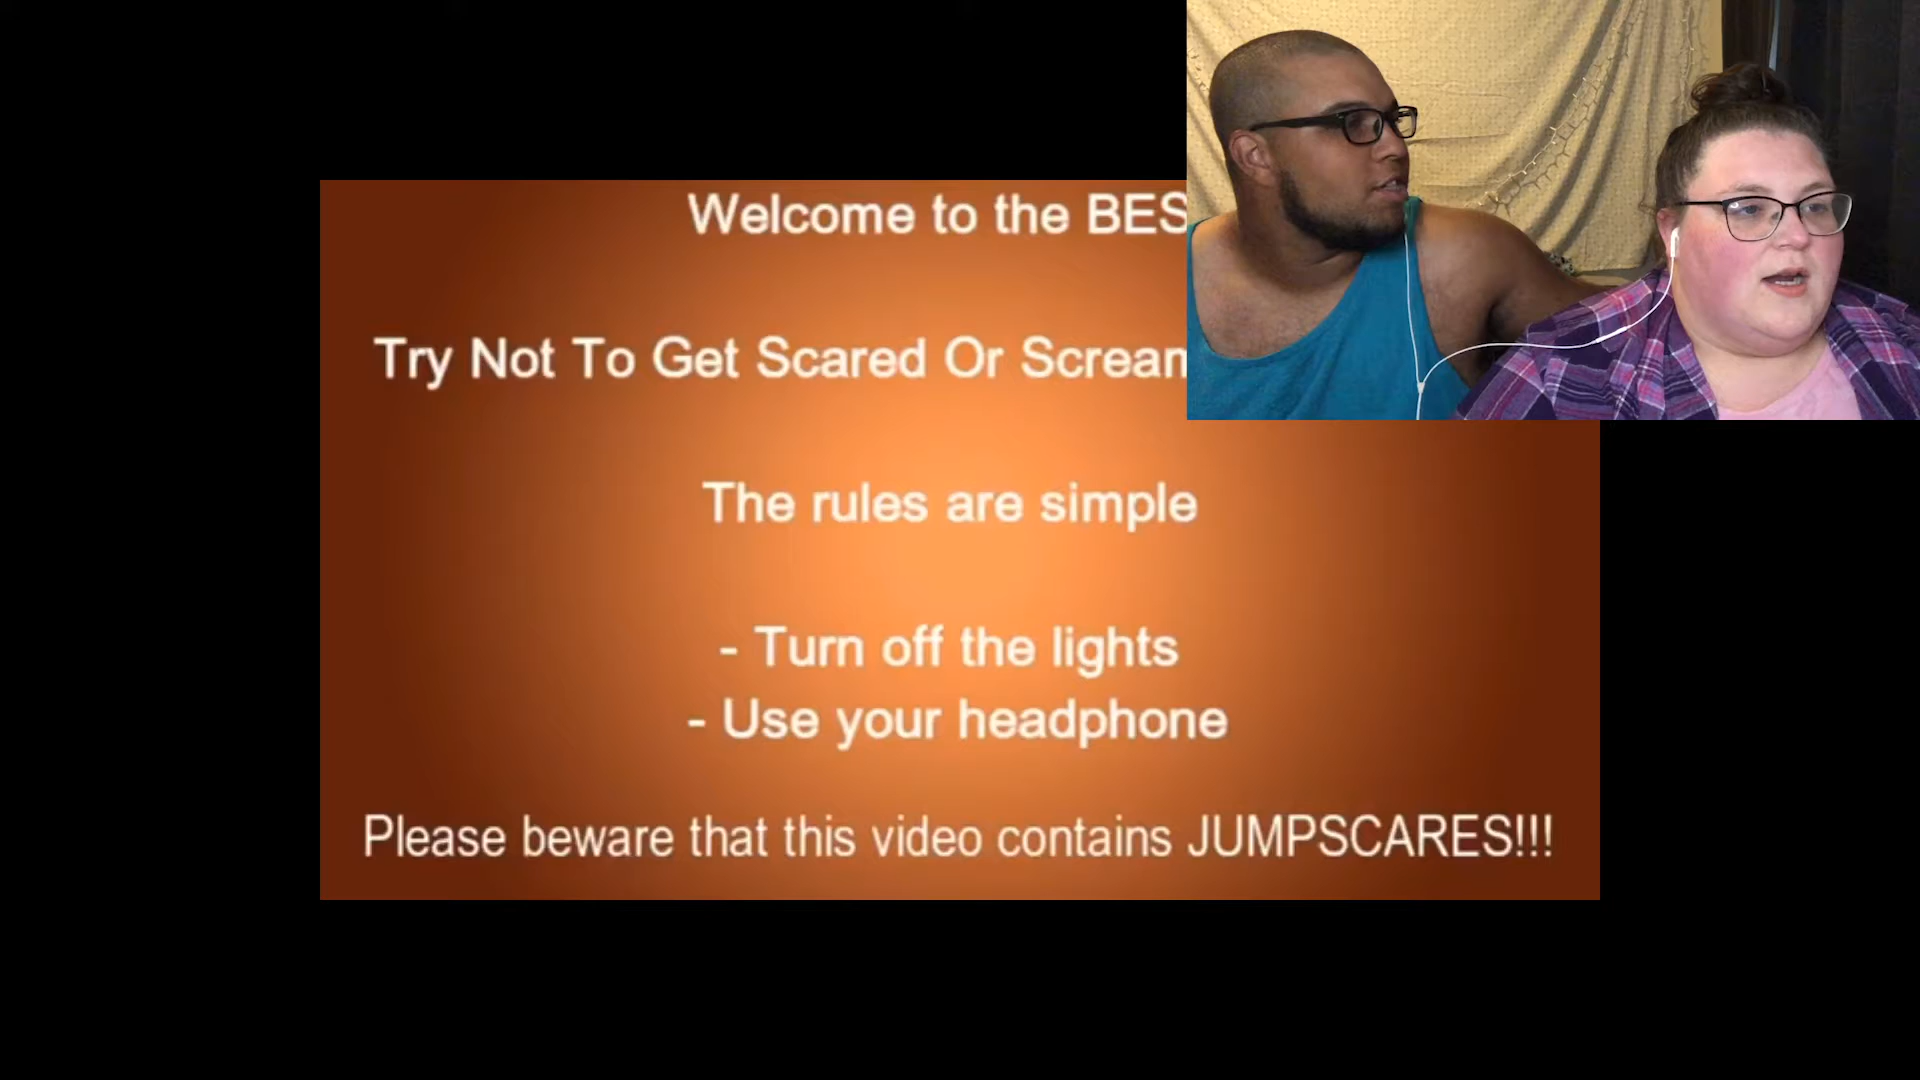 Welcome to the BES
Try Not To Get Scared Or Scream
The rules are simple
- Turn off the lights
- Use your headphone
Please beware that this video contains JUMPSCARES!!!